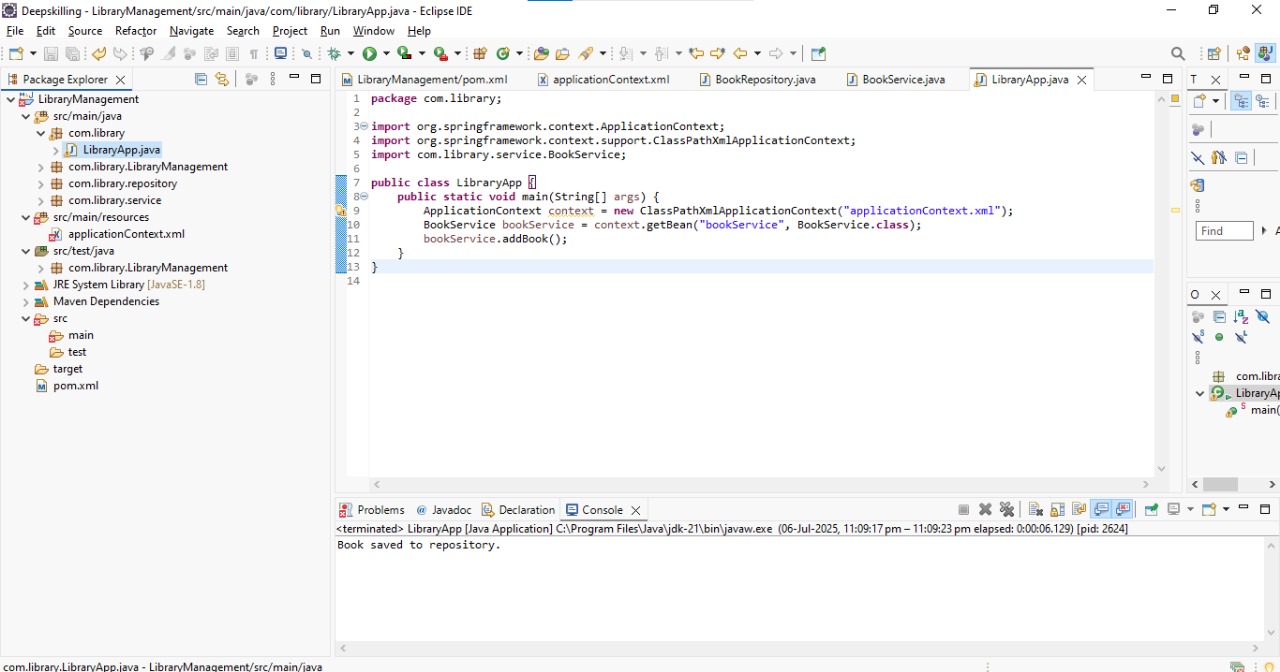 Deepskilling - LibraryManagement/src/main/java/com/library/LibraryApp.java - Eclipse IDE
File Edit Source Refactor Navigate Search Project Run Window Help
Package Explorer
LibraryManagement
src/main/java
com.library
LibraryApp.java
com.library.LibraryManagement
com.library.repository
com.library.service
src/main/resources
applicationContext.xml
src/test/java
com.library.LibraryManagement
JRE System Library [JavaSE-1.8]
Maven Dependencies
src
main
test
target
pom.xml
LibraryManagement/pom.xml applicationContext.xml BookRepository.java BookService.java LibraryApp.java
1 package com.library;
2
3 import org.springframework.context.ApplicationContext;
4 import org.springframework.context.support.ClassPathXmlApplicationContext;
5 import com.library.service.BookService;
6
7 public class LibraryApp {
8 public static void main(String[] args) {
9 ApplicationContext context = new ClassPathXmlApplicationContext("applicationContext.xml");
10 BookService bookService = context.getBean("bookService", BookService.class);
11 bookService.addBook();
12 }
13 }
14
T
Find
A
O
com.libra
LibraryAp
main(
Problems @ Javadoc Declaration Console
<terminated> LibraryApp [Java Application] C:\Program Files\Java\jdk-21\bin\javaw.exe (06-Jul-2025, 11:09:17 pm – 11:09:23 pm elapsed: 0:00:06.129) [pid: 2624]
Book saved to repository.
com.library.LibraryApp.java - LibraryManagement/src/main/java